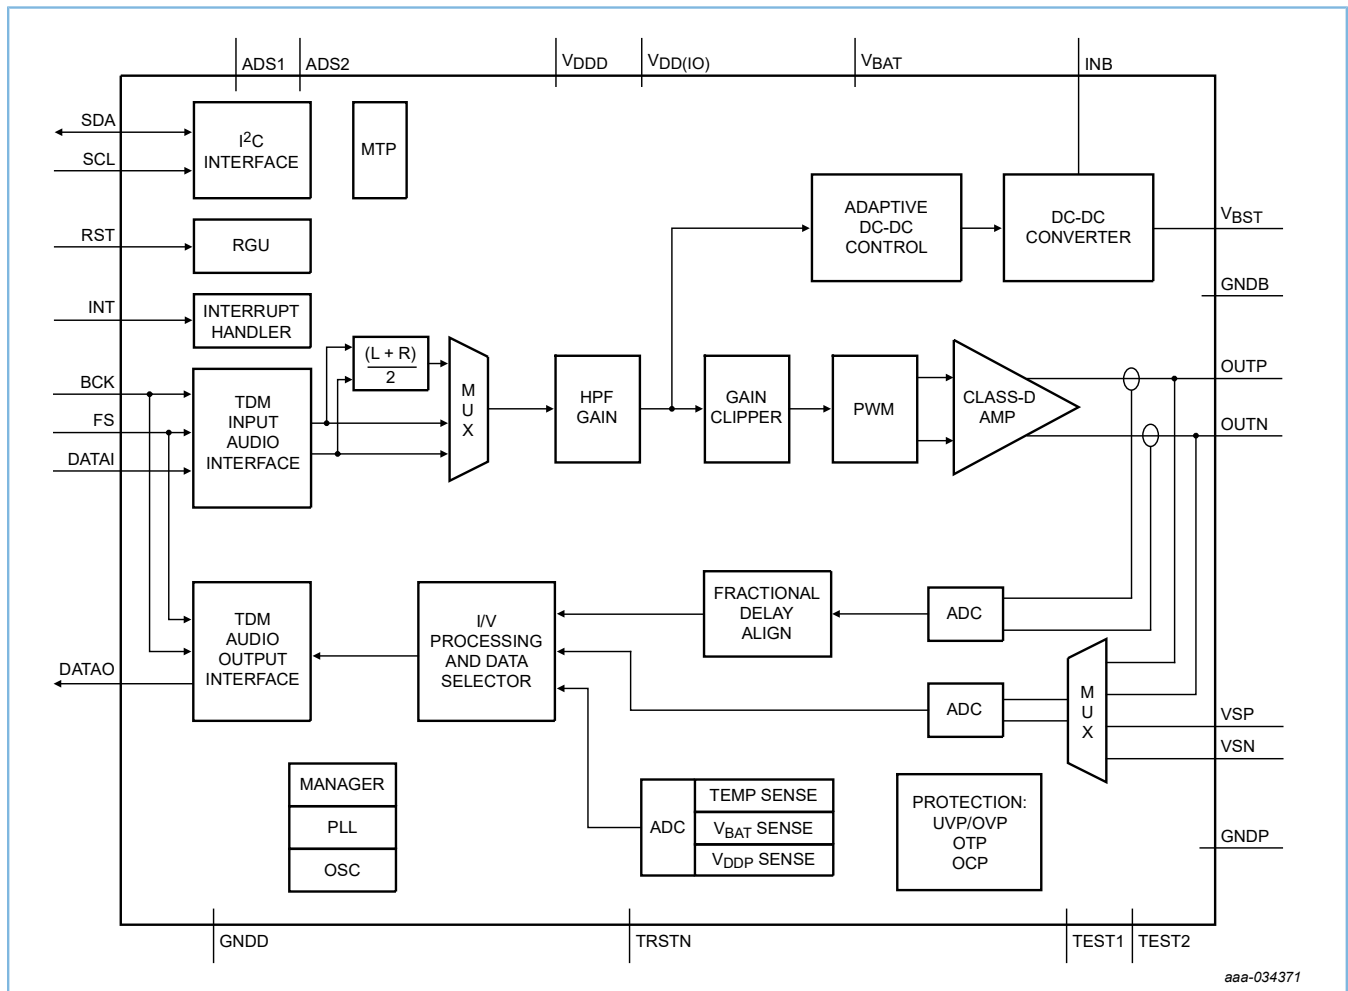 ADS1
ADS2
VDDD
VDD(IO)
VBAT
INB
SDA
SCL
I2C
INTERFACE
MTP
RST
RGU
INT
INTERRUPT
HANDLER
ADAPTIVE
DC-DC
CONTROL
DC-DC
CONVERTER
VBST
GNDB
BCK
FS
DATAI
TDM
INPUT
AUDIO
INTERFACE
(L + R)
2
M
U
X
HPF
GAIN
GAIN
CLIPPER
PWM
CLASS-D
AMP
OUTP
OUTN
DATAO
TDM
AUDIO
OUTPUT
INTERFACE
I/V
PROCESSING
AND DATA
SELECTOR
FRACTIONAL
DELAY
ALIGN
ADC
ADC
M
U
X
VSP
VSN
MANAGER
PLL
OSC
ADC
TEMP SENSE
VBAT SENSE
VDDP SENSE
PROTECTION:
UVP/OVP
OTP
OCP
GNDP
GNDD
TRSTN
TEST1
TEST2
aaa-034371